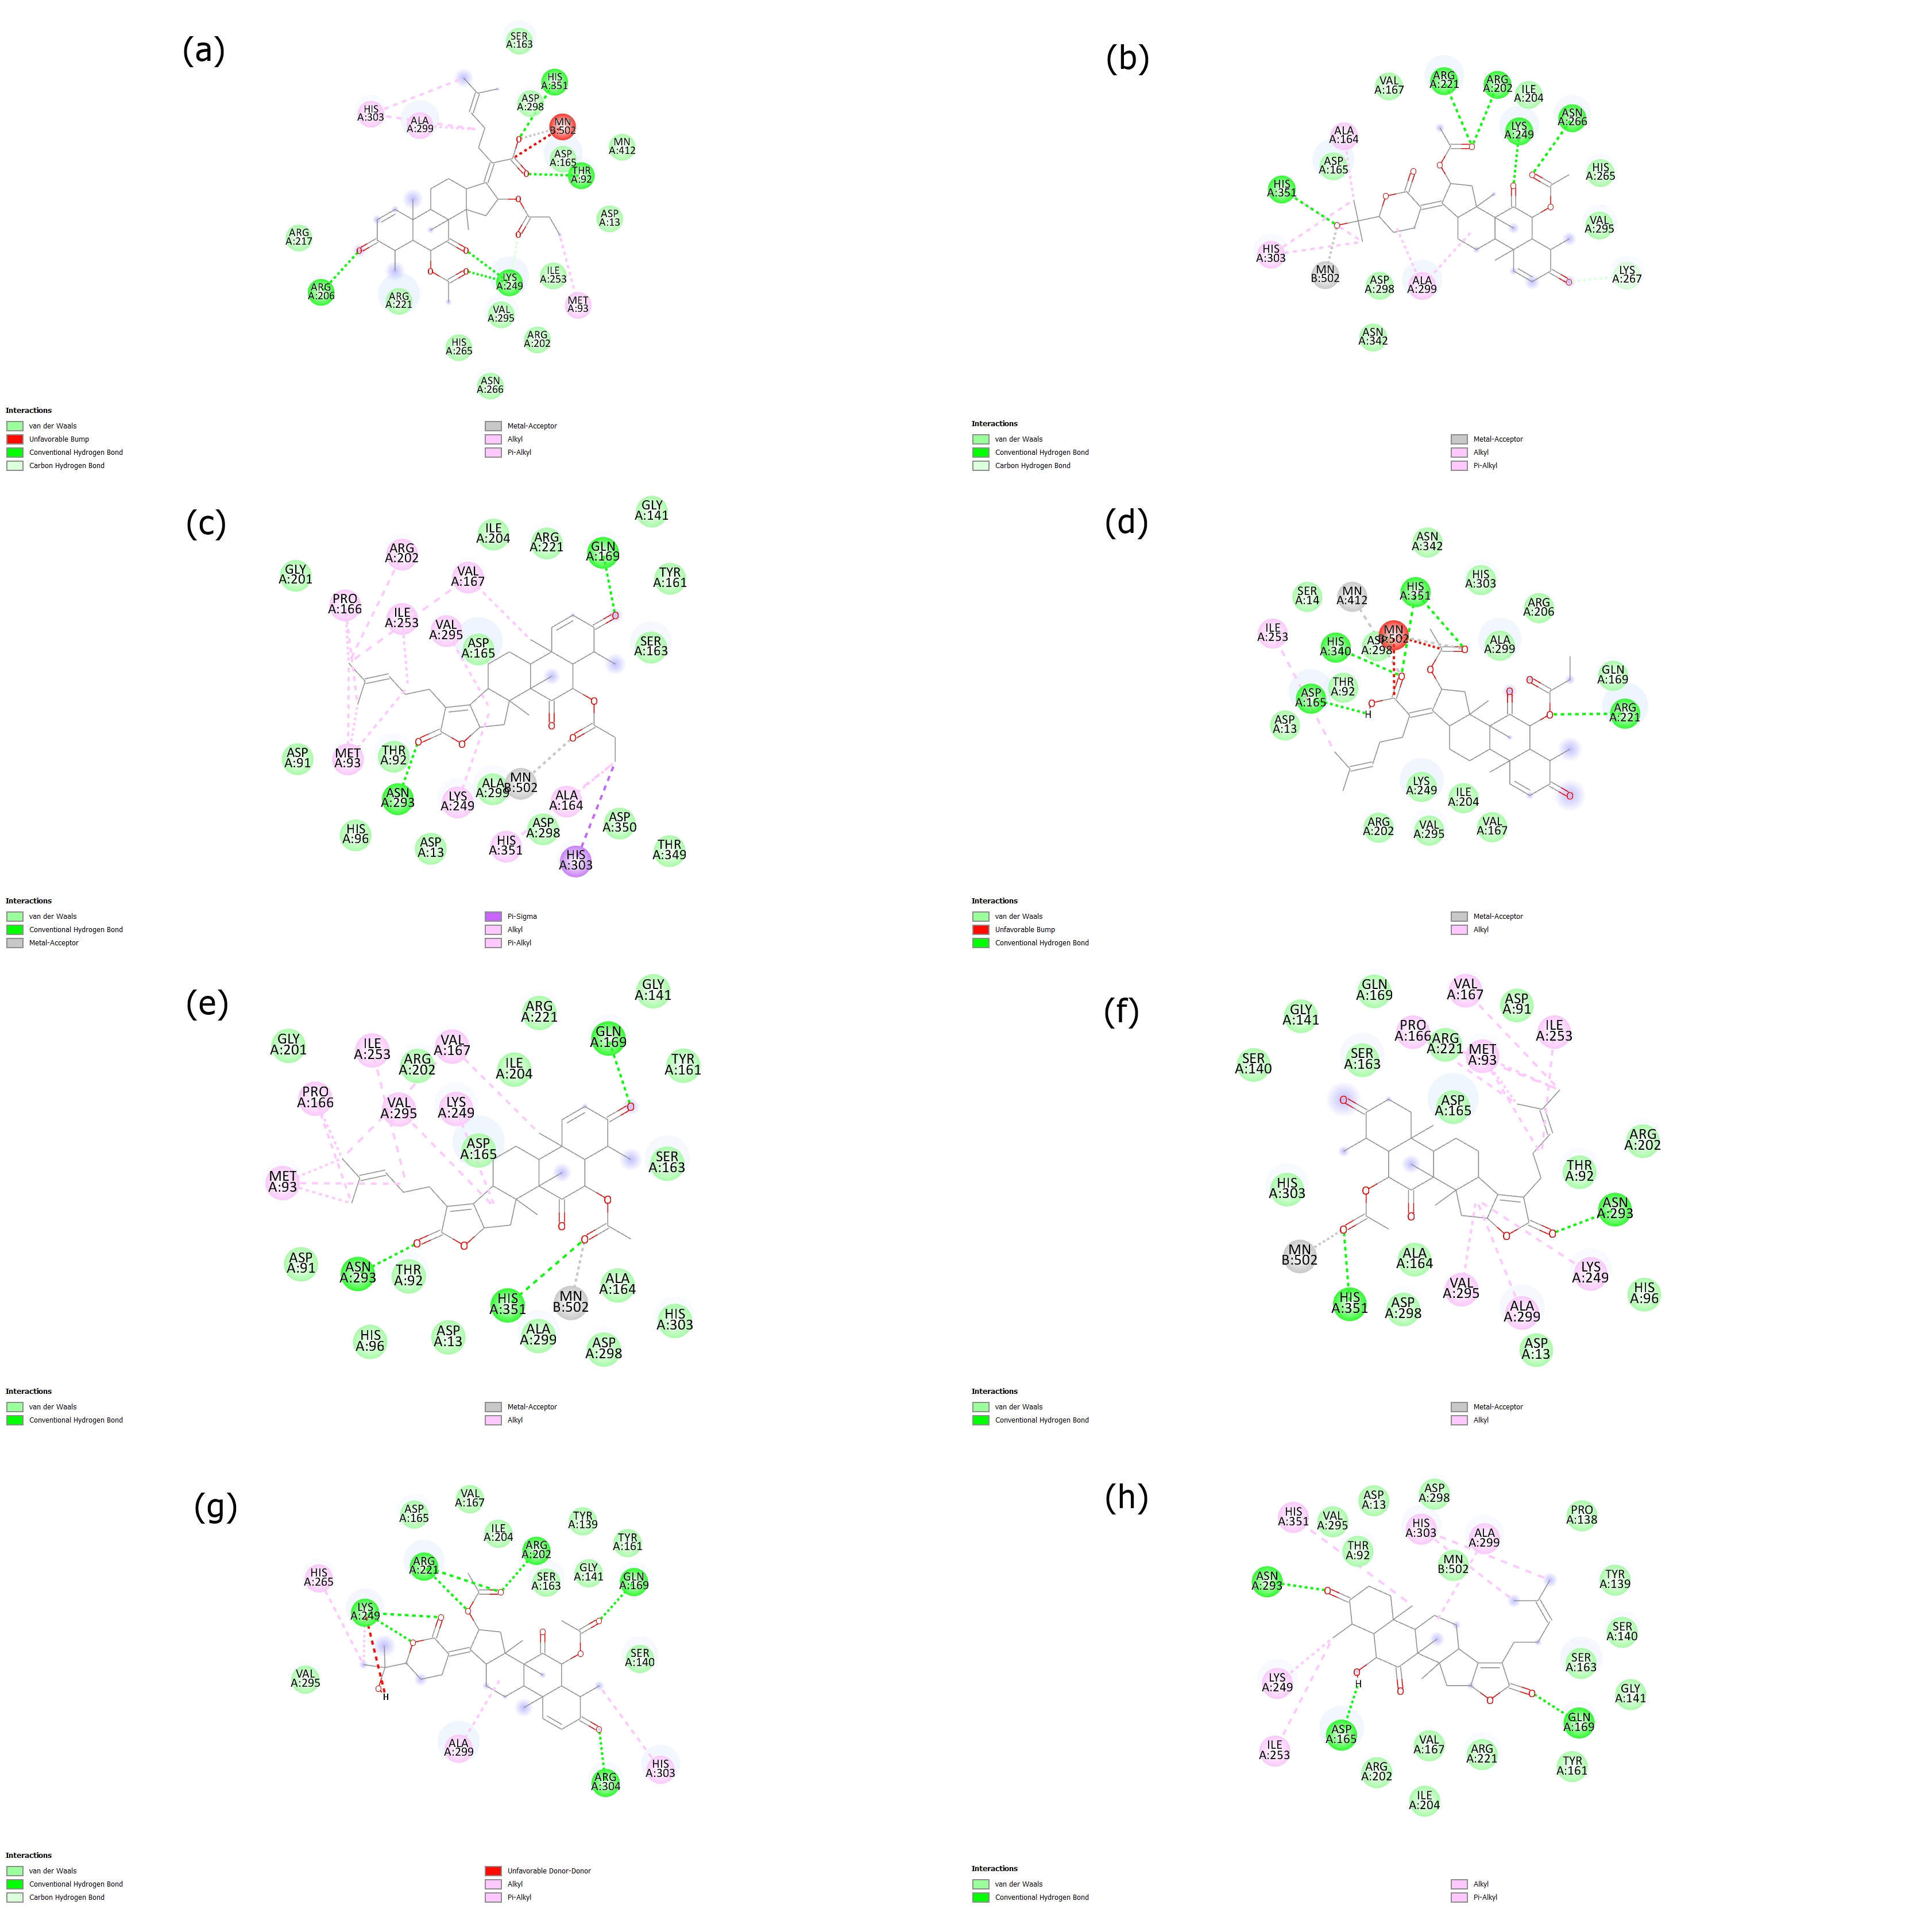 (a)
SER
A:163
HIS
A:351
ASP
A:298
HIS
A:303
ALA
A:299
MN
B:502
MN
A:412
ASP
A:165
THR
A:92
ASP
A:13
ARG
A:217
ARG
A:206
ARG
A:221
LYS
A:249
ILE
A:253
MET
A:93
VAL
A:295
ARG
A:202
HIS
A:265
ASN
A:266
O
O
O
O
O
O
O
O
Interactions
van der Waals
Unfavorable Bump
Conventional Hydrogen Bond
Carbon Hydrogen Bond
Metal-Acceptor
Alkyl
Pi-Alkyl
(b)
VAL
A:167
ARG
A:221
ARG
A:202
ILE
A:204
LYS
A:249
ASN
A:266
ALA
A:164
ASP
A:165
HIS
A:265
HIS
A:351
VAL
A:295
HIS
A:303
MN
B:502
ASP
A:298
ALA
A:299
LYS
A:267
ASN
A:342
O
O
O
O
O
O
O
O
O
Interactions
van der Waals
Conventional Hydrogen Bond
Carbon Hydrogen Bond
Metal-Acceptor
Alkyl
Pi-Alkyl
(c)
GLY
A:141
ILE
A:204
ARG
A:221
GLN
A:169
ARG
A:202
VAL
A:167
TYR
A:161
GLY
A:201
PRO
A:166
ILE
A:253
VAL
A:295
ASP
A:165
SER
A:163
ASP
A:91
MET
A:93
THR
A:92
ASN
A:293
LYS
A:249
ALA
A:299
MN
B:502
ALA
A:164
HIS
A:96
ASP
A:13
HIS
A:351
ASP
A:298
HIS
A:303
ASP
A:350
THR
A:349
O
O
O
O
O
O
Interactions
van der Waals
Conventional Hydrogen Bond
Metal-Acceptor
Pi-Sigma
Alkyl
Pi-Alkyl
(d)
ASN
A:342
HIS
A:303
SER
A:14
MN
A:412
HIS
A:351
ARG
A:206
ILE
A:253
HIS
A:340
ASP
A:298
MN
B:502
ALA
A:299
GLN
A:169
ASP
A:165
THR
A:92
ARG
A:221
ASP
A:13
LYS
A:249
ILE
A:204
ARG
A:202
VAL
A:295
VAL
A:167
O
O
O
O
H
O
O
O
O
Interactions
van der Waals
Unfavorable Bump
Conventional Hydrogen Bond
Metal-Acceptor
Alkyl
(e)
GLY
A:141
ARG
A:221
GLN
A:169
GLY
A:201
ILE
A:253
ARG
A:202
VAL
A:167
ILE
A:204
TYR
A:161
PRO
A:166
VAL
A:295
LYS
A:249
ASP
A:165
SER
A:163
MET
A:93
ASP
A:91
ASN
A:293
THR
A:92
HIS
A:351
MN
B:502
ALA
A:164
HIS
A:96
ASP
A:13
ALA
A:299
ASP
A:298
HIS
A:303
O
O
O
O
O
O
Interactions
van der Waals
Conventional Hydrogen Bond
Metal-Acceptor
Alkyl
(f)
GLN
A:169
VAL
A:167
ASP
A:91
GLY
A:141
PRO
A:166
ARG
A:221
ILE
A:253
SER
A:140
SER
A:163
MET
A:93
ASP
A:165
ARG
A:202
HIS
A:303
THR
A:92
ASN
A:293
MN
B:502
ALA
A:164
LYS
A:249
HIS
A:351
ASP
A:298
VAL
A:295
ALA
A:299
HIS
A:96
ASP
A:13
O
O
O
O
O
O
Interactions
van der Waals
Conventional Hydrogen Bond
Metal-Acceptor
Alkyl
(g)
ASP
A:165
VAL
A:167
ILE
A:204
TYR
A:139
TYR
A:161
ARG
A:202
ARG
A:221
SER
A:163
GLY
A:141
GLN
A:169
HIS
A:265
LYS
A:249
VAL
A:295
SER
A:140
ALA
A:299
ARG
A:304
HIS
A:303
O
O
O
O
O
H
O
O
O
O
Interactions
van der Waals
Conventional Hydrogen Bond
Carbon Hydrogen Bond
Unfavorable Donor-Donor
Alkyl
Pi-Alkyl
(h)
HIS
A:351
VAL
A:295
ASP
A:13
ASP
A:298
HIS
A:303
ALA
A:299
PRO
A:138
THR
A:92
MN
B:502
ASN
A:293
TYR
A:139
SER
A:140
SER
A:163
LYS
A:249
GLY
A:141
ILE
A:253
ASP
A:165
GLN
A:169
VAL
A:167
ARG
A:221
ARG
A:202
TYR
A:161
ILE
A:204
O
O
H
O
O
O
Interactions
van der Waals
Conventional Hydrogen Bond
Alkyl
Pi-Alkyl